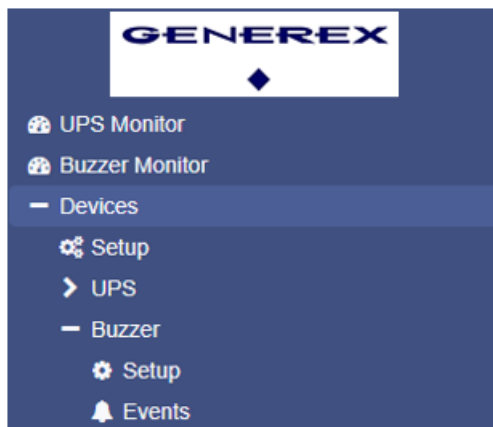 GENEREX
UPS Monitor
Buzzer Monitor
Devices
Setup
UPS
Buzzer
Setup
Events